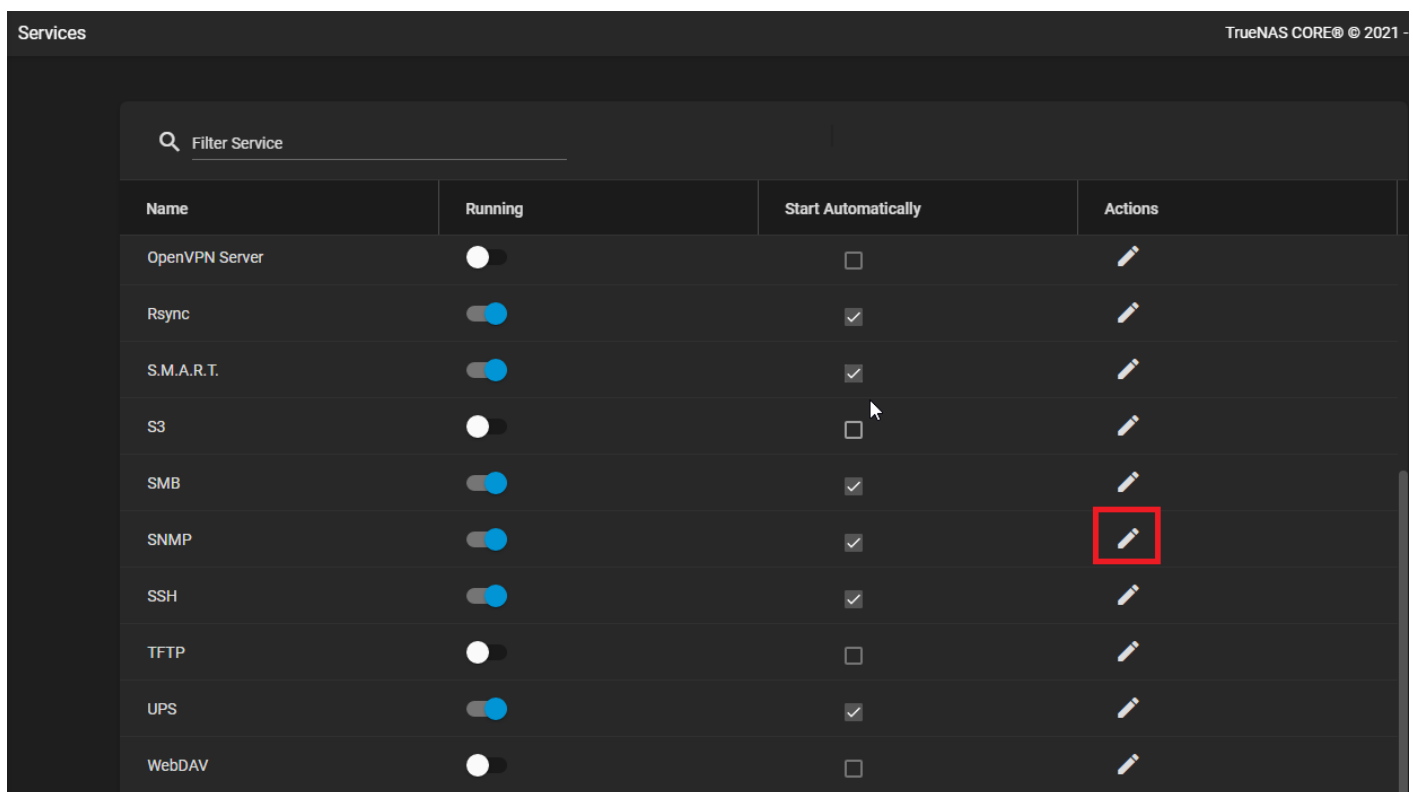 Services
TrueNAS CORE® © 2021 -
Filter Service
Name Running Start Automatically Actions
OpenVPN Server
Rsync
S.M.A.R.T.
S3
SMB
SNMP
SSH
TFTP
UPS
WebDAV